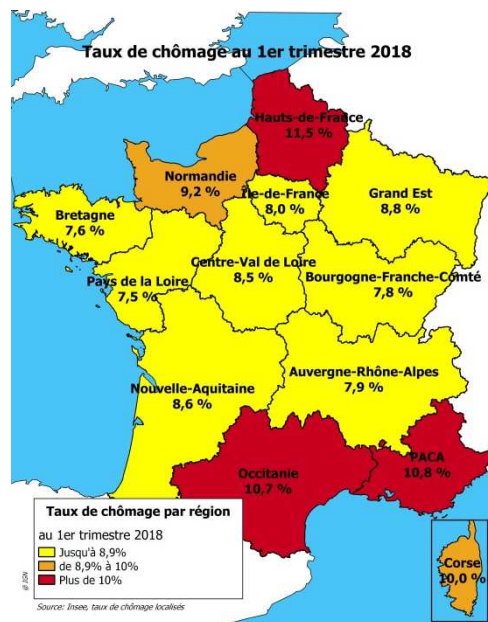 Taux de chômage au 1er trimestre 2018
Hauts-de-France
11,5 %
Normandie
9,2 %
Île-de-France
8,0 %
Grand Est
8,8 %
Bretagne
7,6 %
Centre-Val de Loire
8,5 %
Pays de la Loire
7,5 %
Bourgogne-Franche-Comté
7,8 %
Auvergne-Rhône-Alpes
7,9 %
Nouvelle-Aquitaine
8,6 %
PACA
10,8 %
Occitanie
10,7 %
Corse
10,0 %
Taux de chômage par région
au 1er trimestre 2018
Jusqu'à 8,9%
de 8,9% à 10%
Plus de 10%
@ IGN
Source: Insee, taux de chômage localisés